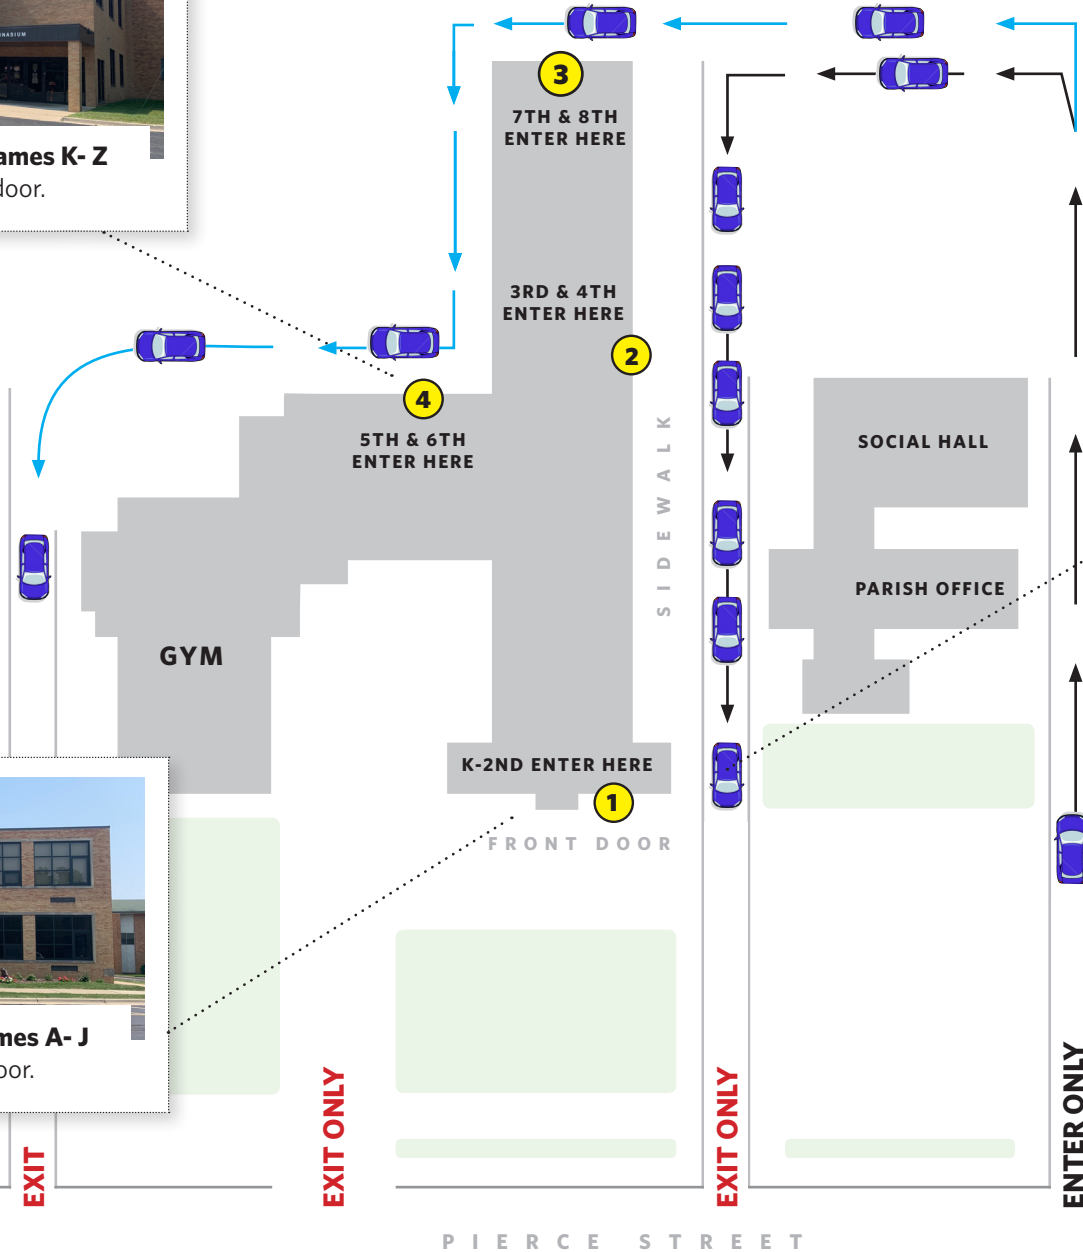 3
7TH & 8TH
ENTER HERE
ames K- Z
door.
3RD & 4TH
ENTER HERE
2
4
5TH & 6TH
ENTER HERE
SIDEWALK
SOCIAL HALL
PARISH OFFICE
GYM
K-2ND ENTER HERE
1
FRONT DOOR
mes A- J
oor.
EXIT
EXIT ONLY
EXIT ONLY
ENTER ONLY
PIERCE STREET